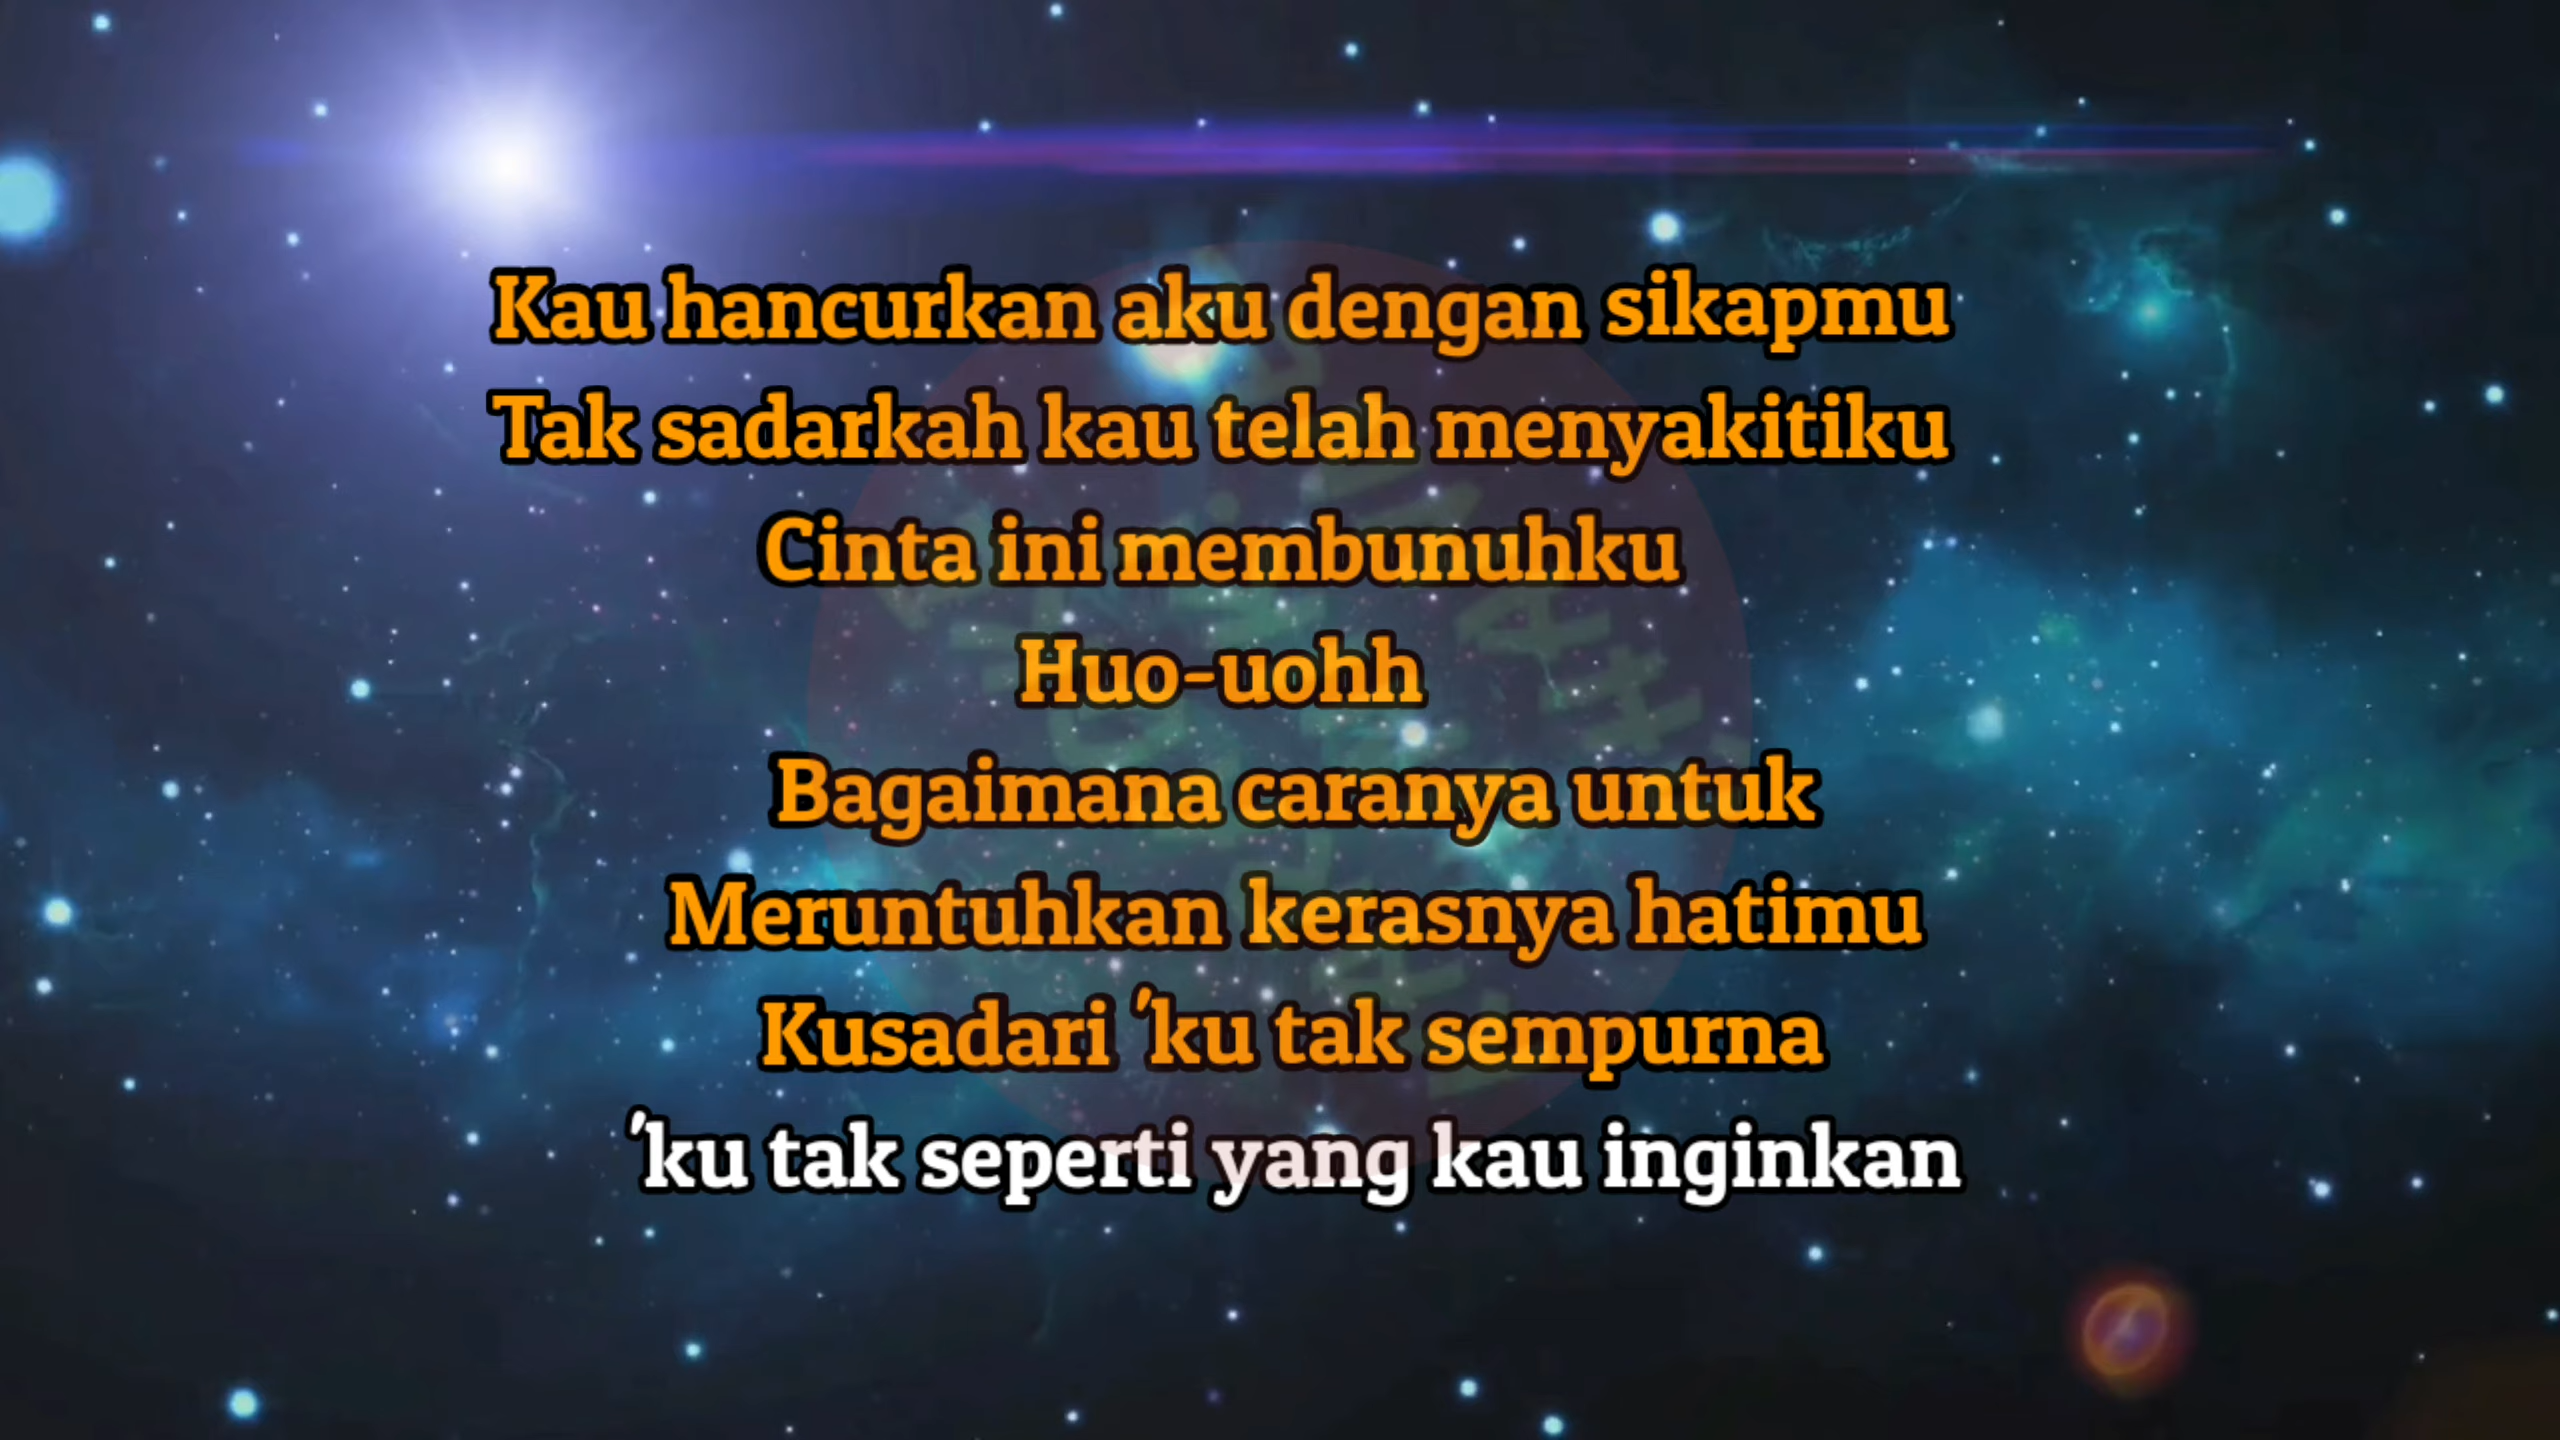 Kau hancurkan aku dengan sikapmu
Tak sadarkah kau telah menyakitiku
Cinta ini membunuhku
Huo-uohh
Bagaimana caranya untuk
Meruntuhkan kerasnya hatimu
Kusadari 'ku tak sempurna
'ku tak seperti yang kau inginkan